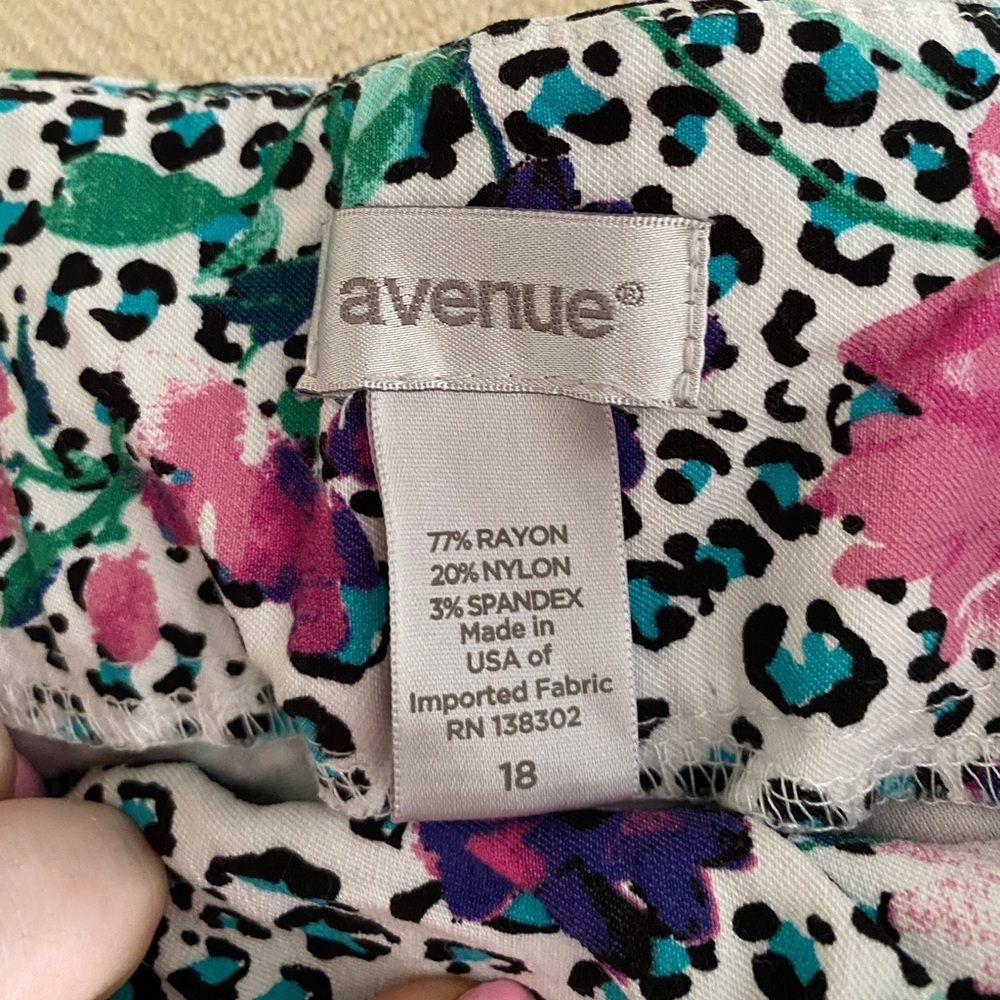 avenue®
77% RAYON
20% NYLON
3% SPANDEX
Made in
USA of
Imported Fabric
RN 138302
18